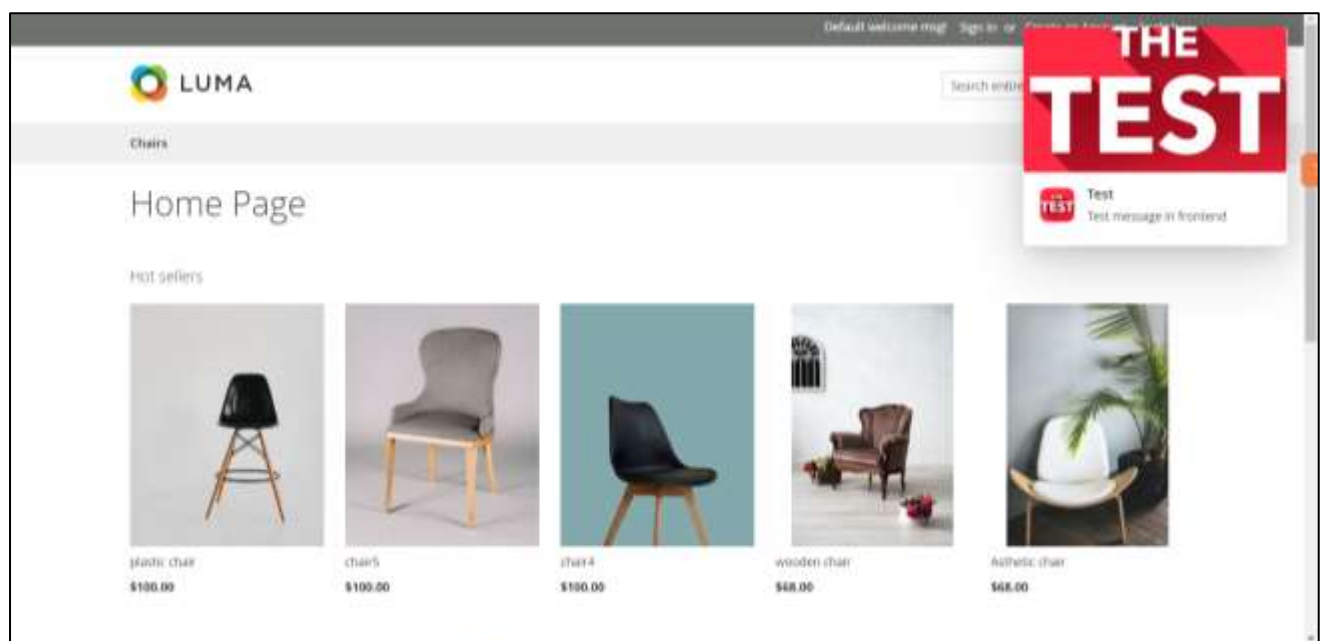 Default welcome msg! Sign In or
LUMA
Search entire
Chairs
THE
TEST
TEST
Test
Test message in frontend
Home Page
Hot sellers
plastic chair
chair5
chair4
wooden chair
Asthetic chair
$100.00
$100.00
$100.00
$68.00
$68.00